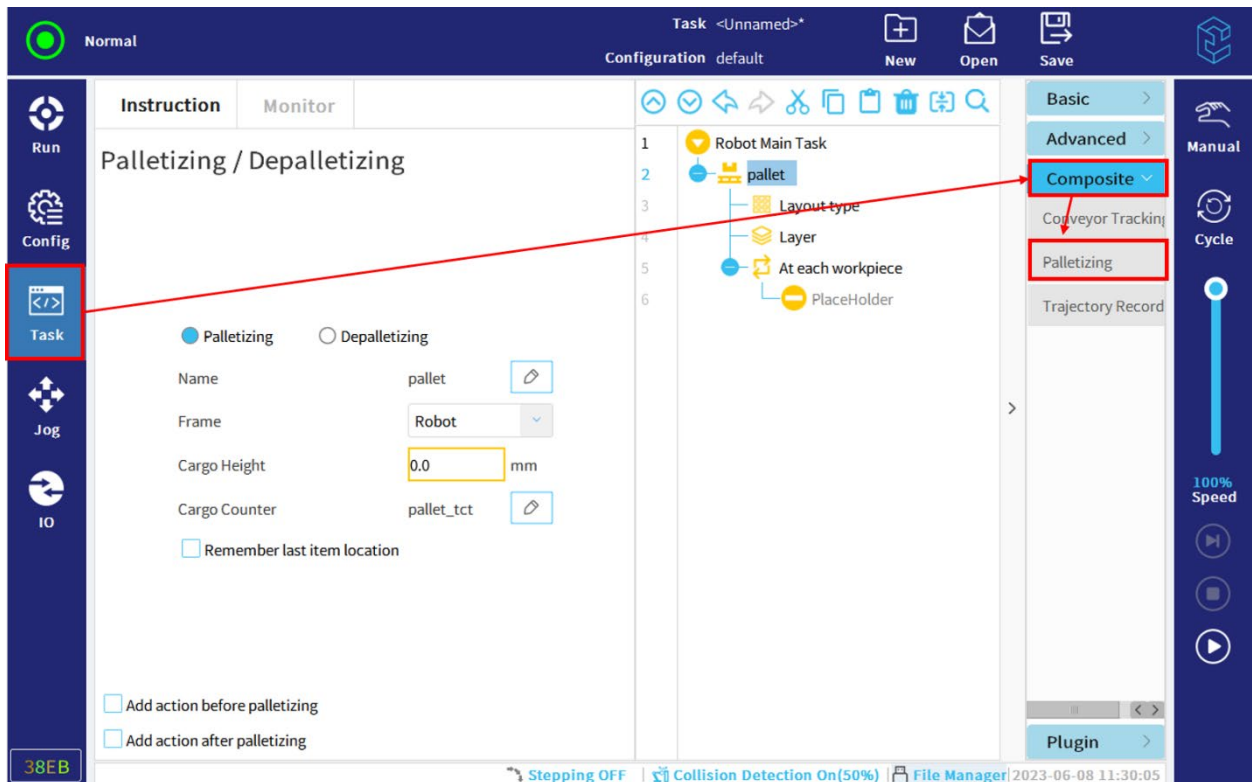 Normal
Task <Unnamed>*
Configuration default
New
Open
Save
Run
Config
Task
Jog
IO
38EB
Instruction
Monitor
Palletizing / Depalletizing
Palletizing
Depalletizing
Name pallet
Frame Robot
Cargo Height 0.0 mm
Cargo Counter pallet_tct
Remember last item location
Add action before palletizing
Add action after palletizing
1 Robot Main Task
2 pallet
3 Layout type
4 Layer
5 At each workpiece
6 PlaceHolder
Basic
Advanced
Composite
Conveyor Tracking
Palletizing
Trajectory Record
Plugin
Manual
Cycle
100%
Speed
Stepping OFF
Collision Detection On(50%)
File Manager
2023-06-08 11:30:05